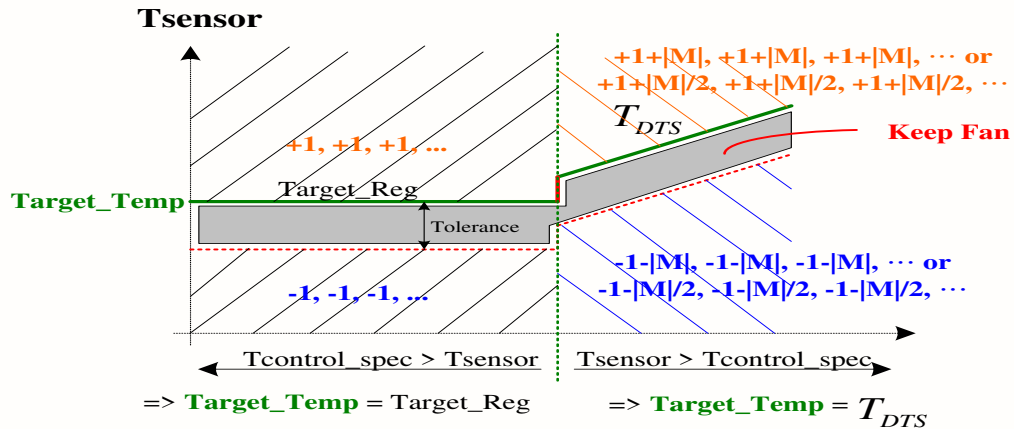 Tsensor
+1+|M|, +1+|M|, +1+|M|, ··· or
+1+|M|/2, +1+|M|/2, +1+|M|/2, ···
T_DTS
Keep Fan
+1, +1, +1, ...
Target_Reg
Target_Temp
Tolerance
-1, -1, -1, ...
-1-|M|, -1-|M|, -1-|M|, ··· or
-1-|M|/2, -1-|M|/2, -1-|M|/2, ···
Tcontrol_spec > Tsensor
Tsensor > Tcontrol_spec
=> Target_Temp = Target_Reg
=> Target_Temp = T_DTS